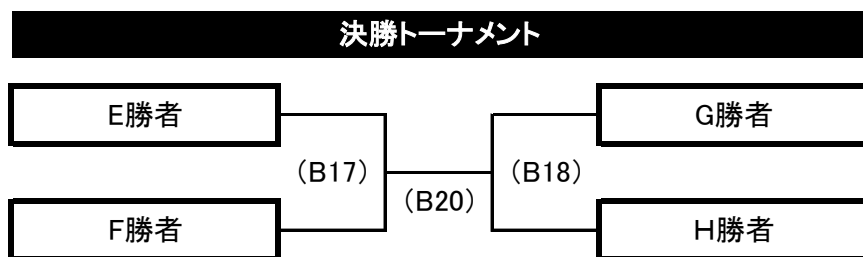 決勝トーナメント
E勝者
G勝者
（B17）
（B18）
（B20）
F勝者
H勝者